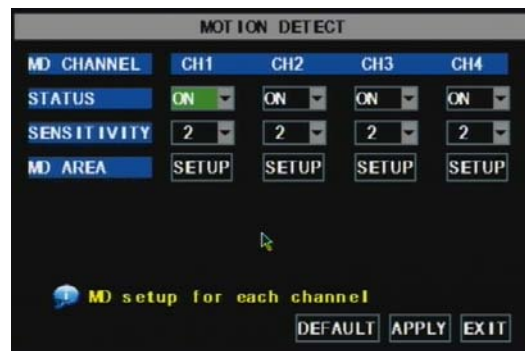 MOTION DETECT
MD CHANNEL CH1 CH2 CH3 CH4
STATUS ON ON ON ON
SENSITIVITY 2 2 2 2
MD AREA SETUP SETUP SETUP SETUP
MD setup for each channel
DEFAULT APPLY EXIT